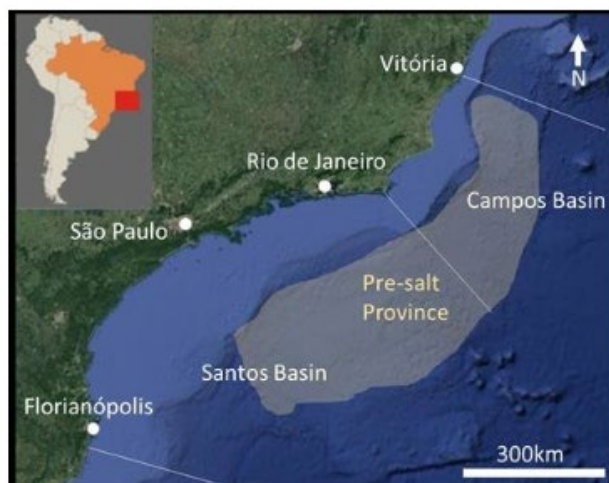 Vitória
N
Rio de Janeiro
Campos Basin
São Paulo
Pre-salt
Province
Santos Basin
Florianópolis
300km